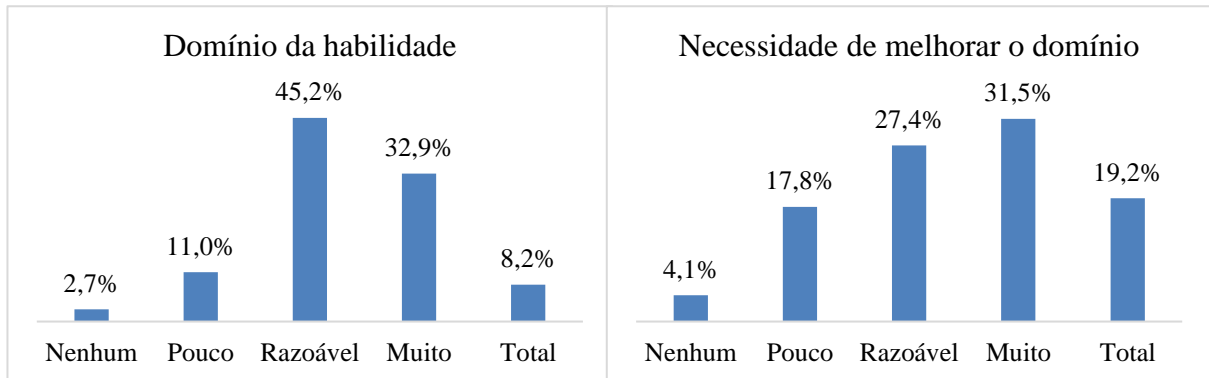 Domínio da habilidade
45,2%
32,9%
11,0%
8,2%
2,7%
Nenhum Pouco Razoável Muito Total
Necessidade de melhorar o domínio
31,5%
27,4%
19,2%
17,8%
4,1%
Nenhum Pouco Razoável Muito Total